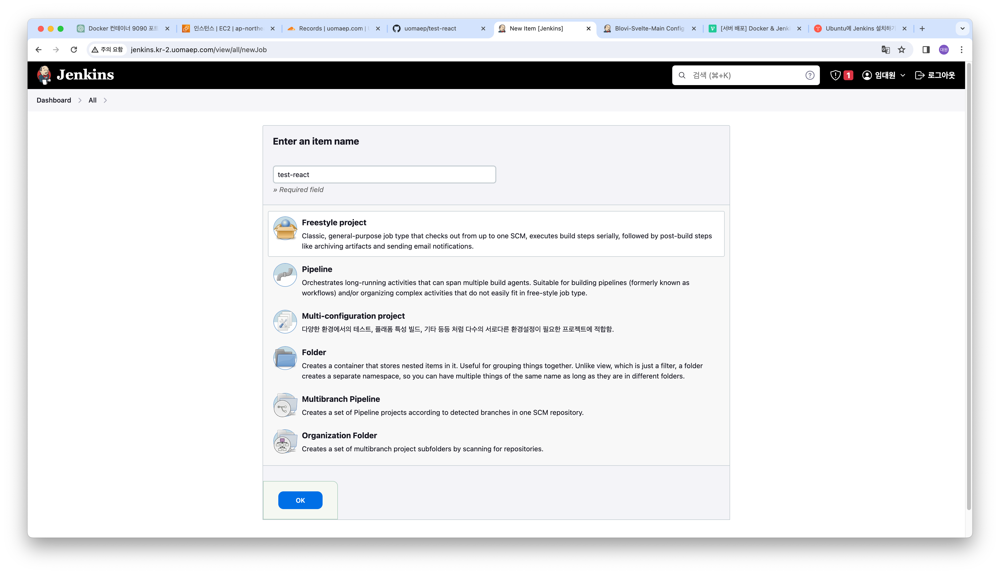 Docker 컨테이너 9090 포트
인스턴스 | EC2 | ap-northe
Records | uomaep.com |
uomaep/test-react
New Item [Jenkins]
Blovi-Svelte-Main Config
[서버 배포] Docker & Jenki
Ubuntu에 Jenkins 설치하기
주의 요함
jenkins.kr-2.uomaep.com/view/all/newJob
대원
Jenkins
검색 (⌘+K)
1
임대원
로그아웃
Dashboard
All
Enter an item name
test-react
» Required field
Freestyle project
Classic, general-purpose job type that checks out from up to one SCM, executes build steps serially, followed by post-build steps
like archiving artifacts and sending email notifications.
Pipeline
Orchestrates long-running activities that can span multiple build agents. Suitable for building pipelines (formerly known as
workflows) and/or organizing complex activities that do not easily fit in free-style job type.
Multi-configuration project
다양한 환경에서의 테스트, 플래폼 특성 빌드, 기타 등등 처럼 다수의 서로다른 환경설정이 필요한 프로젝트에 적합함.
Folder
Creates a container that stores nested items in it. Useful for grouping things together. Unlike view, which is just a filter, a folder
creates a separate namespace, so you can have multiple things of the same name as long as they are in different folders.
Multibranch Pipeline
Creates a set of Pipeline projects according to detected branches in one SCM repository.
Organization Folder
Creates a set of multibranch project subfolders by scanning for repositories.
OK